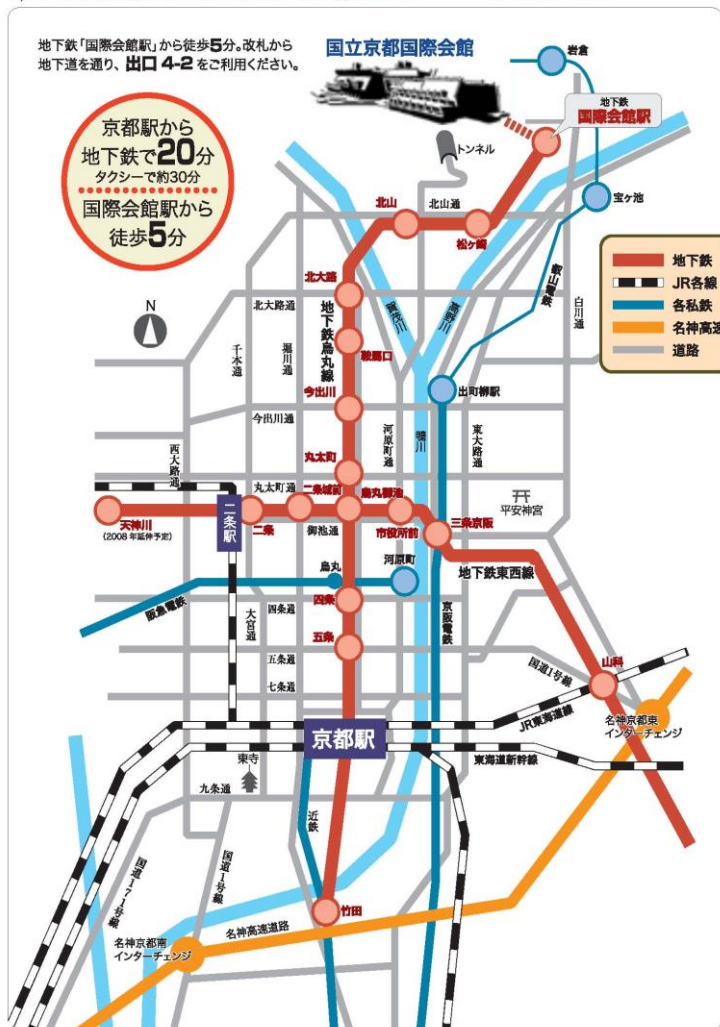 地下鉄「国際会館駅」から徒歩5分。改札から
地下道を通り、出口 4-2 をご利用ください。
国立京都国際会館
岩倉
地下鉄
国際会館駅
京都駅から
地下鉄で20分
タクシーで約30分
国際会館駅から
徒歩5分
トンネル
宝ヶ池
北山
北山通
松ヶ崎
地下鉄
JR各線
各私鉄
名神高速
道路
叡山電鉄
白川通
北大路
北大路通
賀茂川
高野川
N
地下鉄烏丸線
千本通
堀川通
鞍馬口
出町柳駅
今出川
今出川通
河原町通
鴨川
東大路通
西大路通
丸太町
丸太町通
二条城前
烏丸御池
平安神宮
天神川
(2008年延伸予定)
二条駅
二条
御池通
市役所前
三条京阪
烏丸
河原町
地下鉄東西線
阪急電鉄
四条
四条通
大宮通
京阪電鉄
五条
五条通
国道1号線
山科
七条通
JR東海道線
名神京都東
インターチェンジ
京都駅
東寺
東海道新幹線
九条通
近鉄
国道171号線
国道1号線
竹田
名神高速道路
名神京都南
インターチェンジ